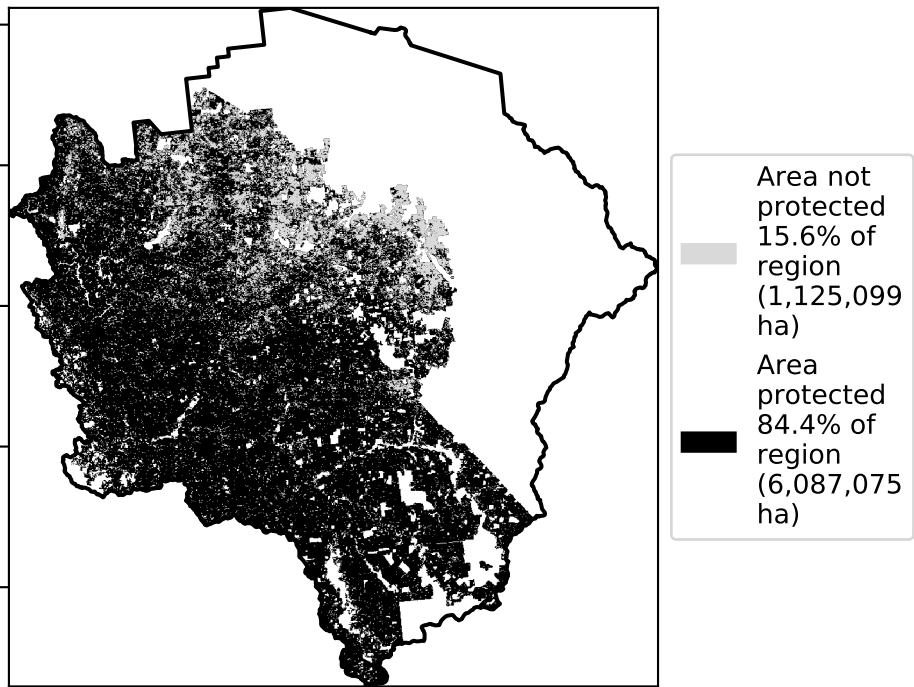 Area not
protected
15.6% of
region
(1,125,099
ha)
Area
protected
84.4% of
region
(6,087,075
ha)